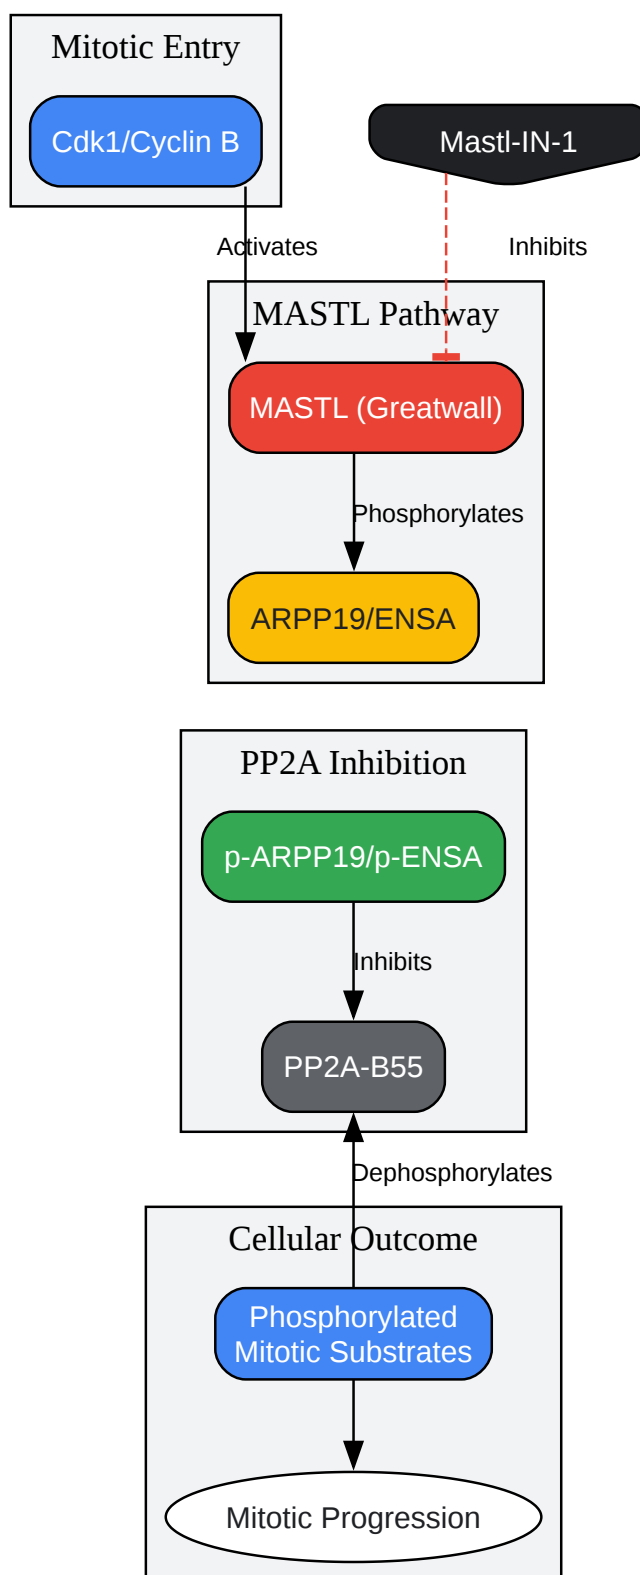 Mitotic Entry
Cdk1/Cyclin B
Mastl-IN-1
Activates
Inhibits
MASTL Pathway
MASTL (Greatwall)
Phosphorylates
ARPP19/ENSA
PP2A Inhibition
p-ARPP19/p-ENSA
Inhibits
PP2A-B55
Dephosphorylates
Cellular Outcome
Phosphorylated
Mitotic Substrates
Mitotic Progression